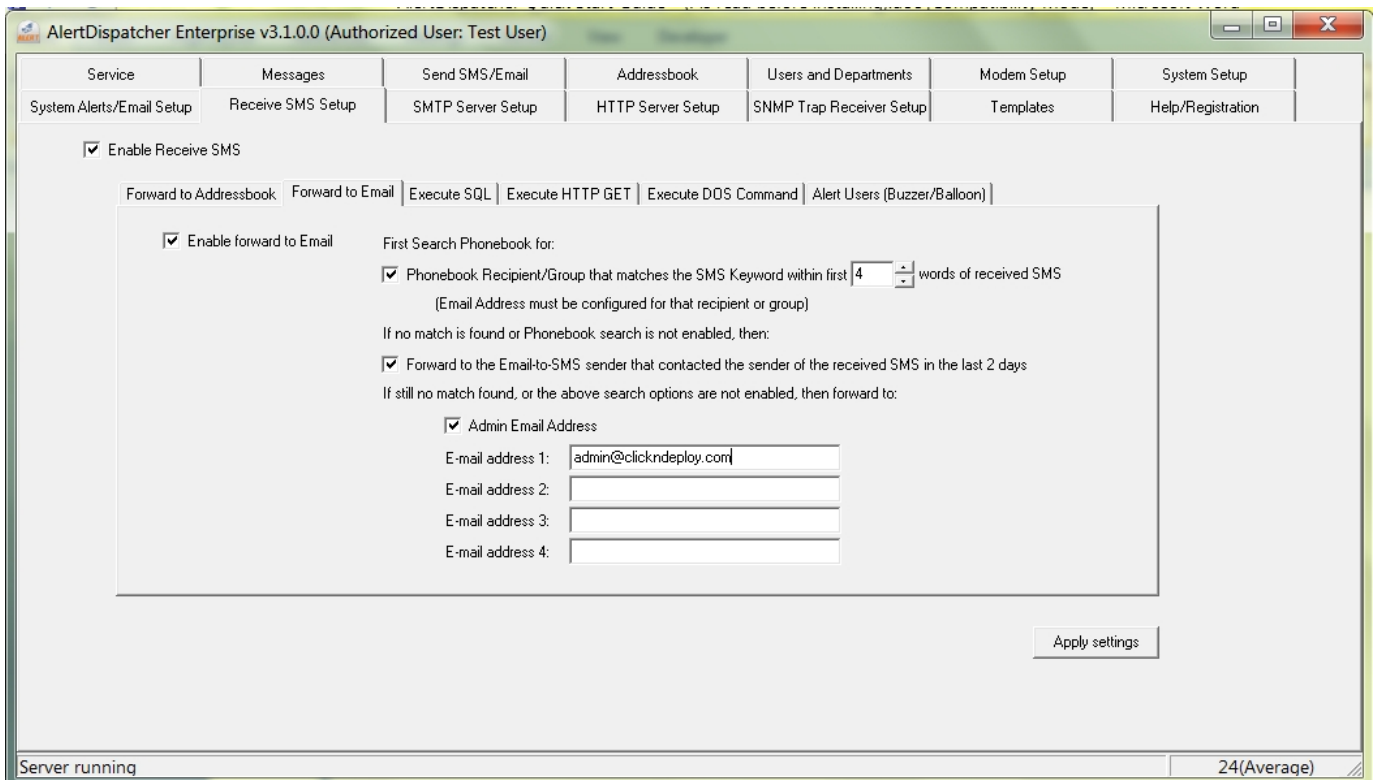 AlertDispatcher Enterprise v3.1.0.0 (Authorized User: Test User)
Service Messages Send SMS/Email Addressbook Users and Departments Modem Setup System Setup
System Alerts/Email Setup Receive SMS Setup SMTP Server Setup HTTP Server Setup SNMP Trap Receiver Setup Templates Help/Registration
Enable Receive SMS
Forward to Addressbook Forward to Email Execute SQL Execute HTTP GET Execute DOS Command Alert Users (Buzzer/Balloon)
Enable forward to Email First Search Phonebook for:
Phonebook Recipient/Group that matches the SMS Keyword within first 4 words of received SMS
(Email Address must be configured for that recipient or group)
If no match is found or Phonebook search is not enabled, then:
Forward to the Email-to-SMS sender that contacted the sender of the received SMS in the last 2 days
If still no match found, or the above search options are not enabled, then forward to:
Admin Email Address
E-mail address 1: admin@clickndeploy.com
E-mail address 2:
E-mail address 3:
E-mail address 4:
Apply settings
Server running 24(Average)